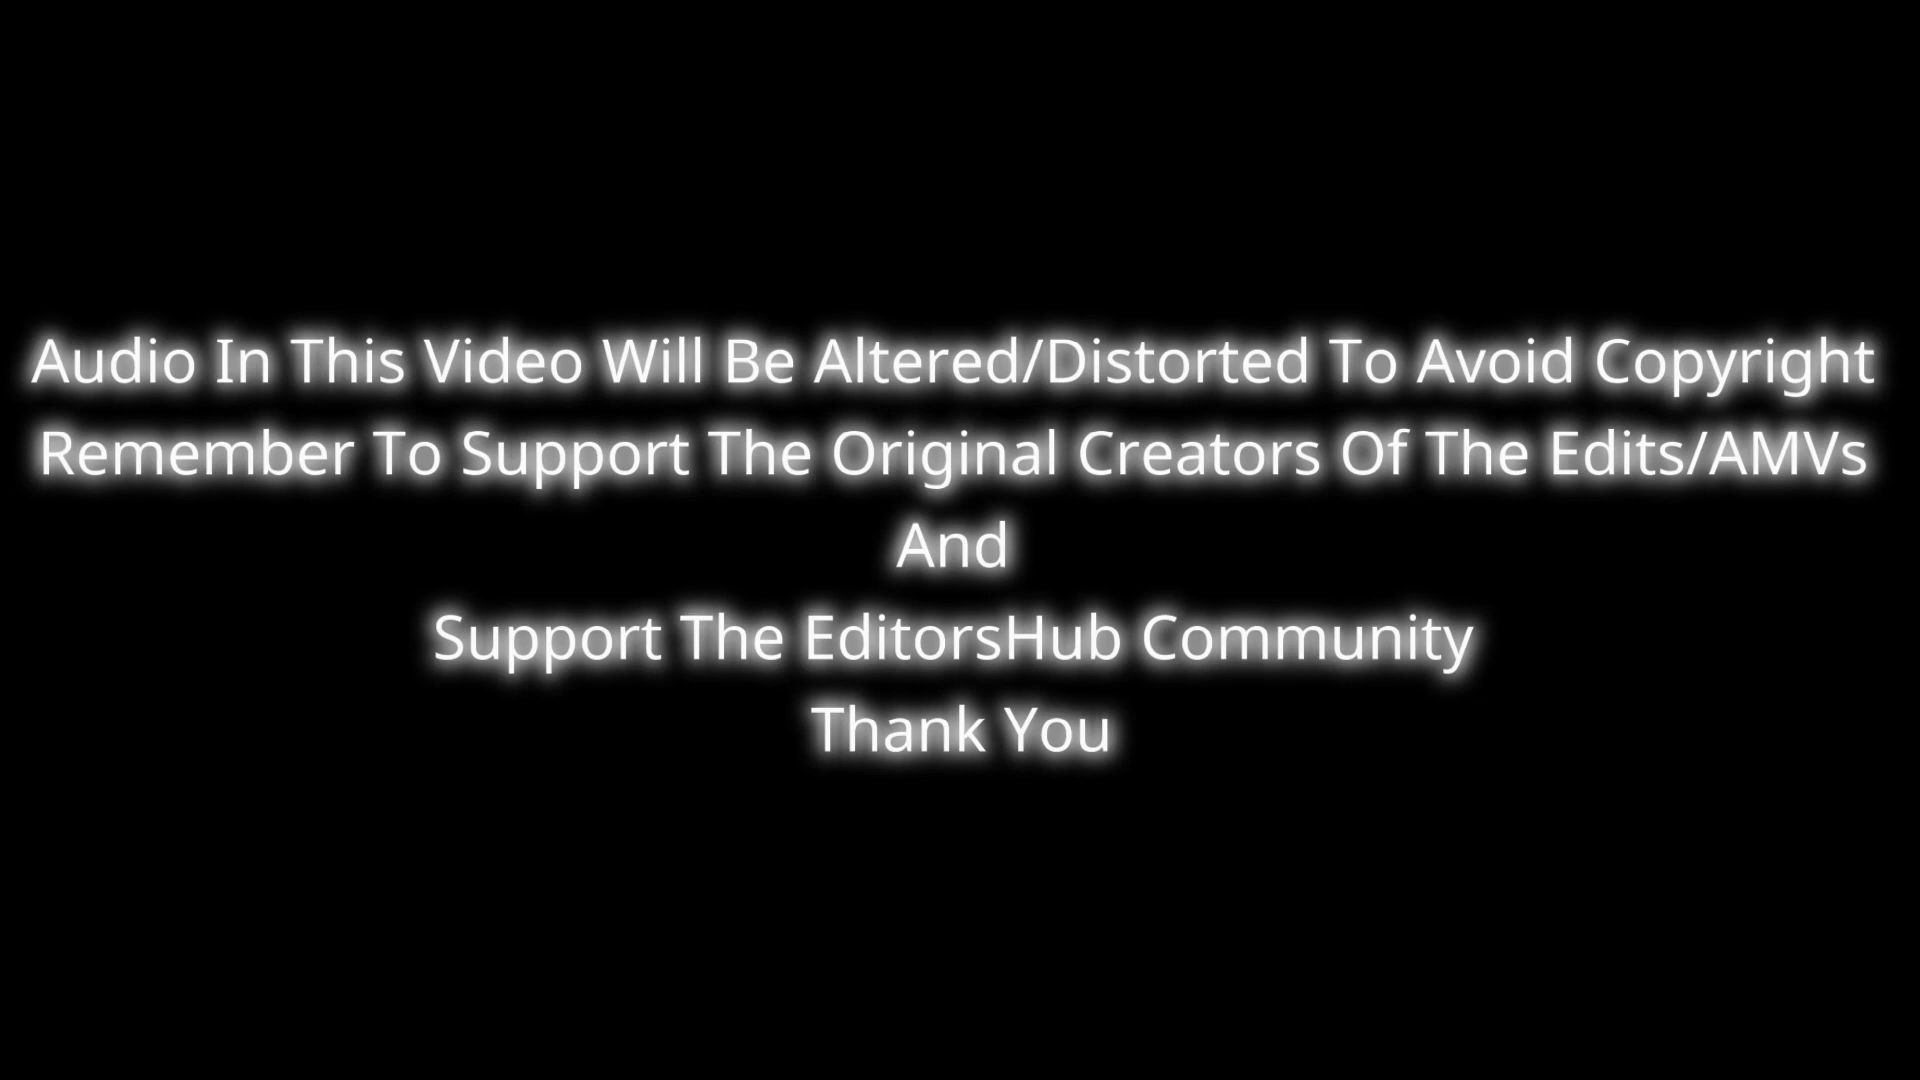 Audio In This Video Will Be Altered/Distorted To Avoid Copyright
Remember To Support The Original Creators Of The Edits/AMVs
And
Support The EditorsHub Community
Thank You